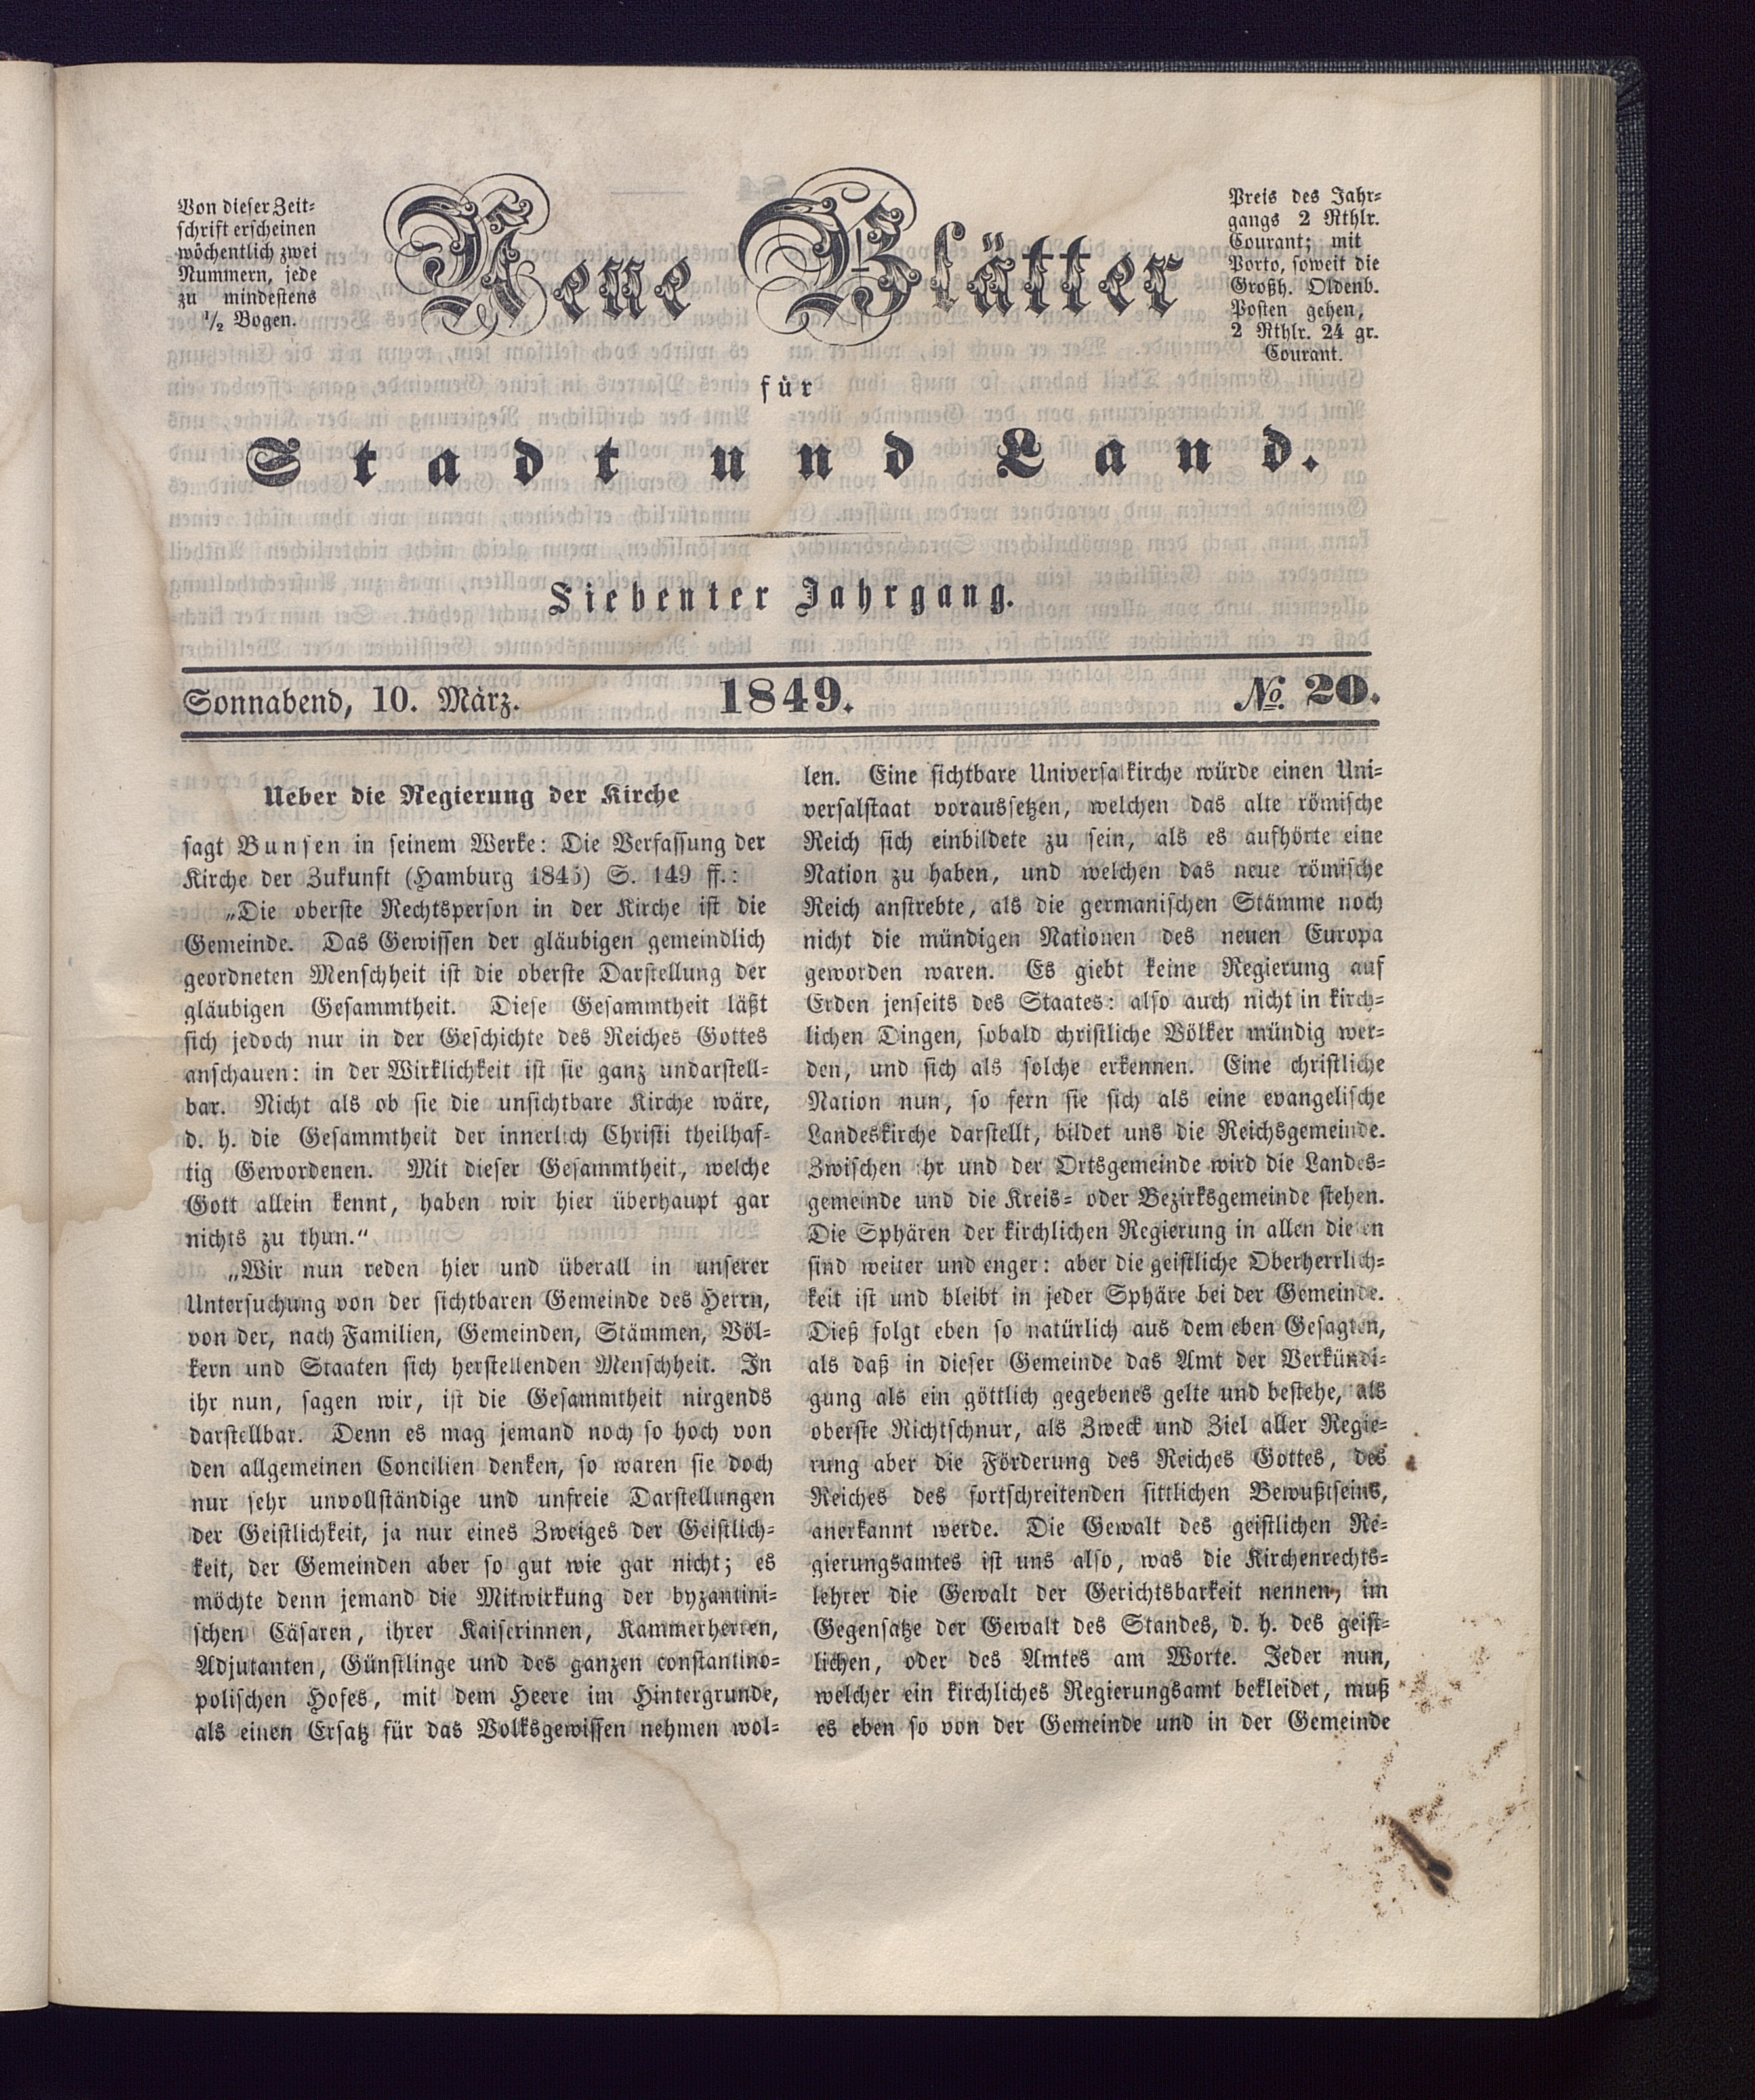 Von dieser Zeit-
schrift erscheinen
wöchentlich zwei
Nummern, jede
zu mindestens
1/2 Bogen.
Neue Blätter
Preis des Jahr-
gangs 2 Rthlr.
Courant; mit
Porto, soweit die
Großh. Oldenb.
Posten gehen,
2 Rthlr. 24 gr.
Courant.
für
Stadt und Land.
Siebenter Jahrgang.
Sonnabend, 10. März. 1849. No. 20.
Ueber die Regierung der Kirche
sagt Bunsen in seinem Werke: Die Verfassung der
Kirche der Zukunft (Hamburg 1845) S. 149 ff.:
„Die oberste Rechtsperson in der Kirche ist die
Gemeinde. Das Gewissen der gläubigen gemeindlich
geordneten Menschheit ist die oberste Darstellung der
gläubigen Gesammtheit. Diese Gesammtheit läßt
sich jedoch nur in der Geschichte des Reiches Gottes
anschauen: in der Wirklichkeit ist sie ganz undarstell-
bar. Nicht als ob sie die unsichtbare Kirche wäre,
d. h. die Gesammtheit der innerlich Christi theilhaf-
tig Gewordenen. Mit dieser Gesammtheit, welche
Gott allein kennt, haben wir hier überhaupt gar
nichts zu thun.“
„Wir nun reden hier und überall in unserer
Untersuchung von der sichtbaren Gemeinde des Herrn,
von der, nach Familien, Gemeinden, Stämmen, Völ-
kern und Staaten sich herstellenden Menschheit. In
ihr nun, sagen wir, ist die Gesammtheit nirgends
darstellbar. Denn es mag jemand noch so hoch von
den allgemeinen Concilien denken, so waren sie doch
nur sehr unvollständige und unfreie Darstellungen
der Geistlichkeit, ja nur eines Zweiges der Geistlich-
keit, der Gemeinden aber so gut wie gar nicht; es
möchte denn jemand die Mitwirkung der byzantini-
schen Cäsaren, ihrer Kaiserinnen, Kammerherren,
Adjutanten, Günstlinge und des ganzen constantino-
polischen Hofes, mit dem Heere im Hintergrunde,
als einen Ersatz für das Volksgewissen nehmen wol-
len. Eine sichtbare Universalkirche würde einen Uni-
versalstaat voraussetzen, welchen das alte römische
Reich sich einbildete zu sein, als es aufhörte eine
Nation zu haben, und welchen das neue römische
Reich anstrebte, als die germanischen Stämme noch
nicht die mündigen Nationen des neuen Europa
geworden waren. Es giebt keine Regierung auf
Erden jenseits des Staates: also auch nicht in kirch-
lichen Dingen, sobald christliche Völker mündig wer-
den, und sich als solche erkennen. Eine christliche
Nation nun, so fern sie sich als eine evangelische
Landeskirche darstellt, bildet uns die Reichsgemeinde.
Zwischen ihr und der Ortsgemeinde wird die Landes-
gemeinde und die Kreis- oder Bezirksgemeinde stehen.
Die Sphären der kirchlichen Regierung in allen diesen
sind weiter und enger: aber die geistliche Oberherrlich-
keit ist und bleibt in jeder Sphäre bei der Gemeinde.
Dieß folgt eben so natürlich aus dem eben Gesagten,
als daß in dieser Gemeinde das Amt der Verkündi-
gung als ein göttlich gegebenes gelte und bestehe, als
oberste Richtschnur, als Zweck und Ziel aller Regie-
rung aber die Förderung des Reiches Gottes, des
Reiches des fortschreitenden sittlichen Bewußtseins,
anerkannt werde. Die Gewalt des geistlichen Re-
gierungsamtes ist uns also, was die Kirchenrechts-
lehrer die Gewalt der Gerichtsbarkeit nennen, im
Gegensatze der Gewalt des Standes, d. h. des geist-
lichen, oder des Amtes am Worte. Jeder nun,
welcher ein kirchliches Regierungsamt bekleidet, muß
es eben so von der Gemeinde und in der Gemeinde